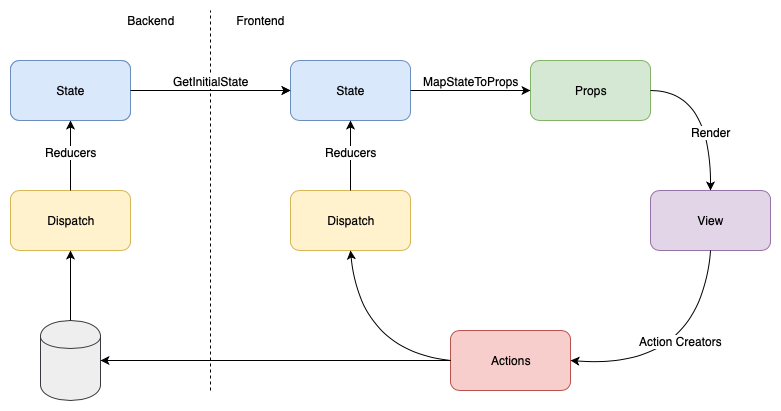 Backend
Frontend
State
GetInitialState
State
MapStateToProps
Props
Render
Reducers
Reducers
Dispatch
Dispatch
View
Action Creators
Actions